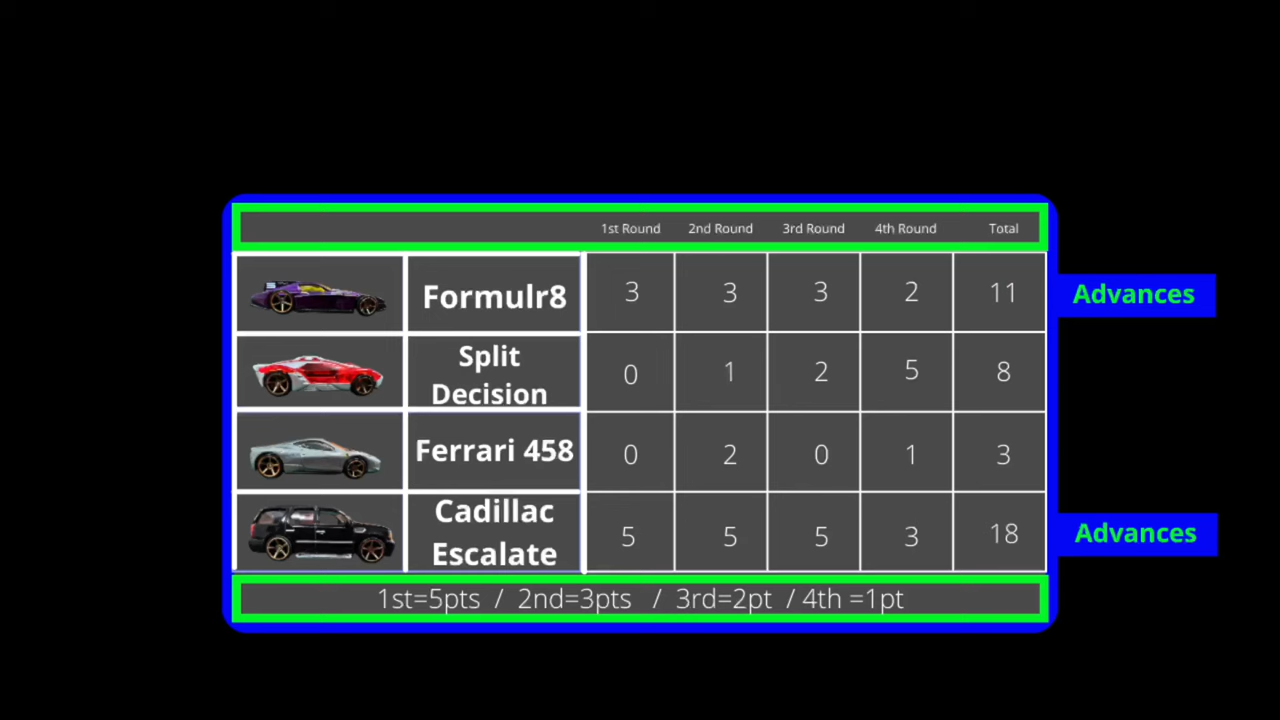 1st Round 2nd Round 3rd Round 4th Round Total
Formulr8 3 3 3 2 11 Advances
Split
Decision 0 1 2 5 8
Ferrari 458 0 2 0 1 3
Cadillac
Escalate 5 5 5 3 18 Advances
1st=5pts / 2nd=3pts / 3rd=2pt / 4th =1pt